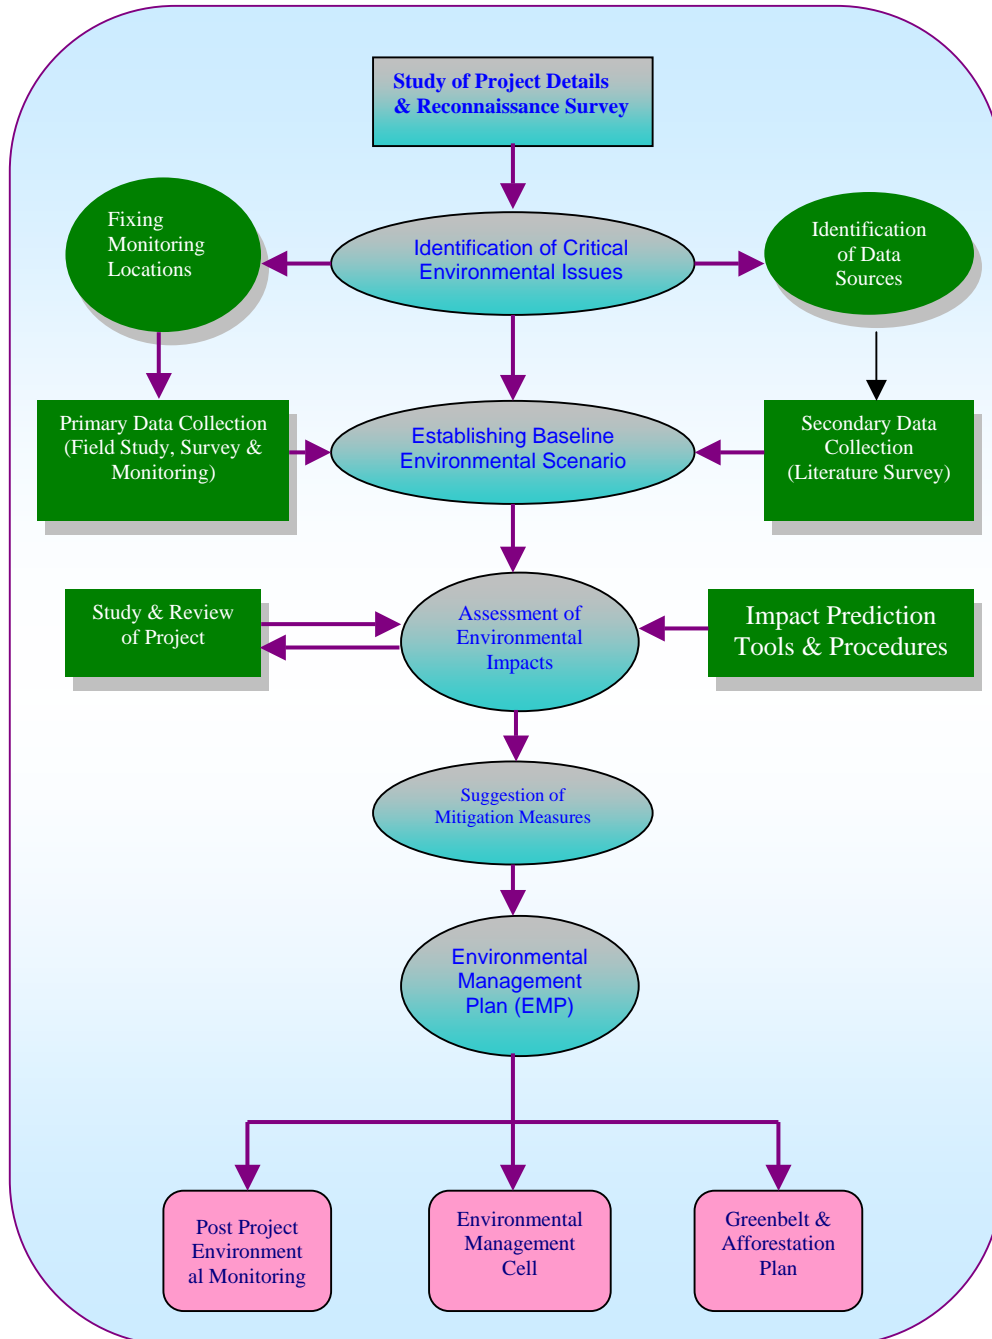 Study of Project Details
& Reconnaissance Survey
Fixing
Monitoring
Locations
Identification of Critical
Environmental Issues
Identification
of Data
Sources
Primary Data Collection
(Field Study, Survey &
Monitoring)
Establishing Baseline
Environmental Scenario
Secondary Data
Collection
(Literature Survey)
Study & Review
of Project
Assessment of
Environmental
Impacts
Impact Prediction
Tools & Procedures
Suggestion of
Mitigation Measures
Environmental
Management
Plan (EMP)
Post Project
Environment
al Monitoring
Environmental
Management
Cell
Greenbelt &
Afforestation
Plan